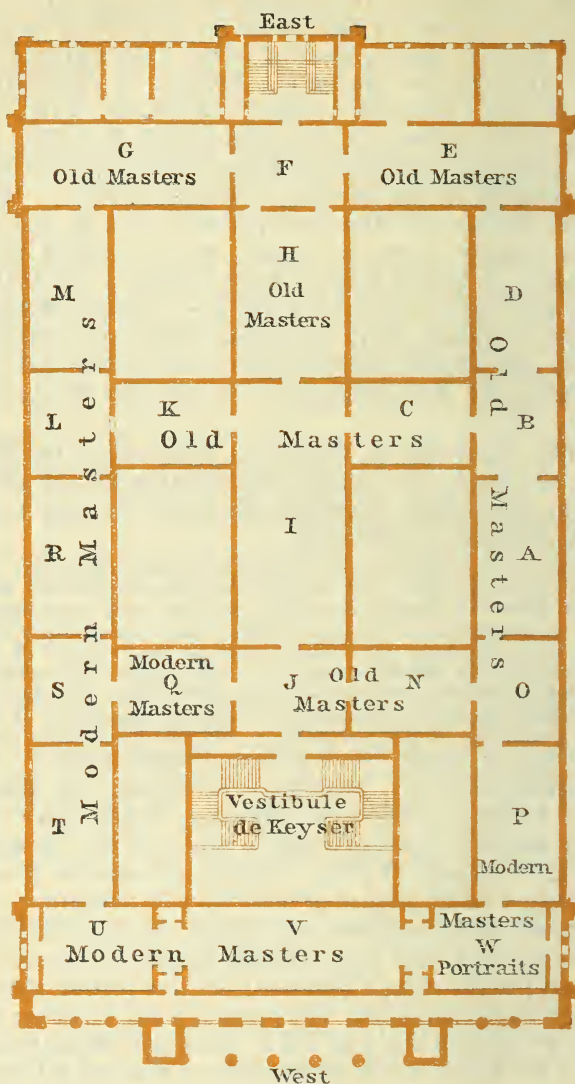 East
G
Old Masters
F
E
Old Masters
H
Old
Masters
M
D
L
K
C
B
Old Masters
Old Masters
R
I
A
Modern Masters
Modern
Q
Masters
J Old N
Masters
S
O
T
Vestibule
de Keyser
P
Modern
U
V
Modern Masters
Masters
W
Portraits
West